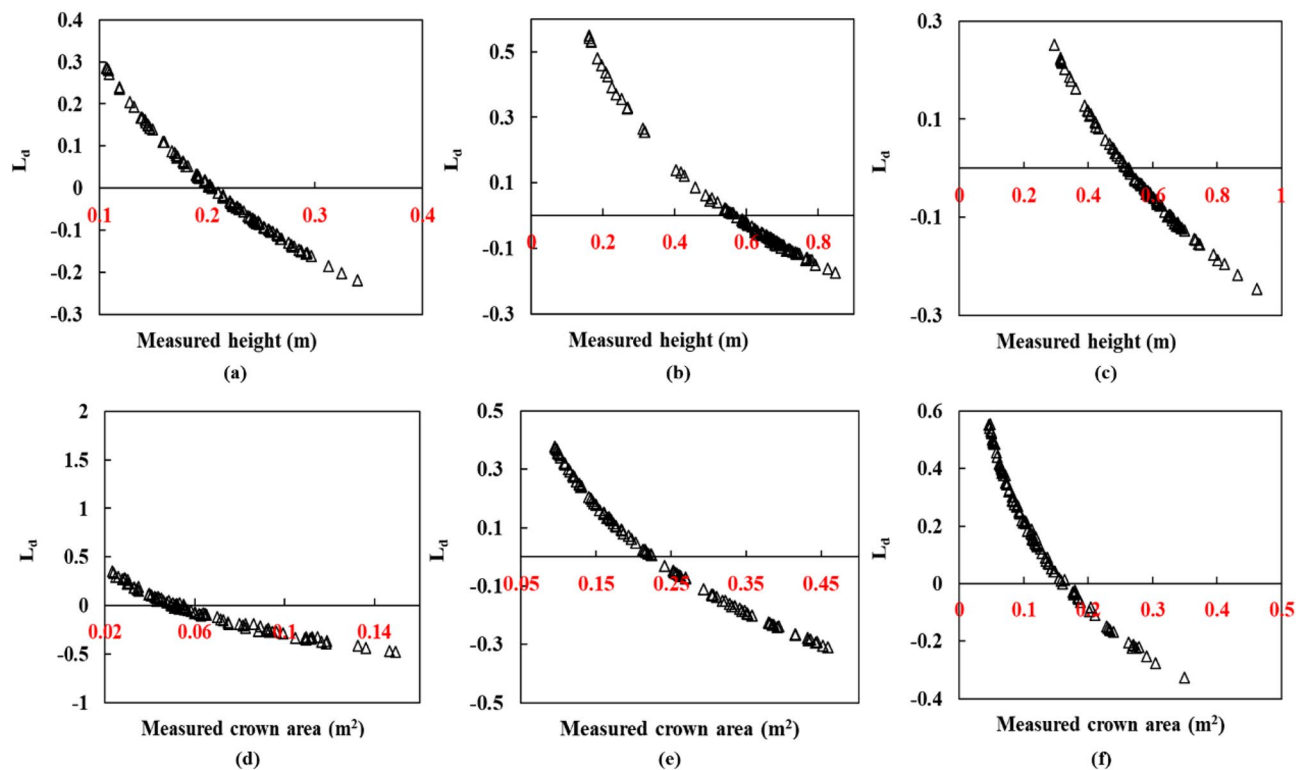 0.4
0.3
0.2
0.1
0
-0.1
-0.2
-0.3
L_d
0.1 0.2 0.3 0.4
Measured height (m)
(a)
0.5
0.3
0.1
-0.1
-0.3
L_d
0 0.2 0.4 0.6 0.8
Measured height (m)
(b)
0.3
0.1
-0.1
-0.3
L_d
0 0.2 0.4 0.6 0.8 1
Measured height (m)
(c)
2
1.5
1
0.5
0
-0.5
-1
L_d
0.02 0.06 0.1 0.14
Measured crown area (m²)
(d)
0.5
0.3
0.1
-0.1
-0.3
-0.5
L_d
0.05 0.15 0.25 0.35 0.45
Measured crown area (m²)
(e)
0.6
0.4
0.2
0
-0.2
-0.4
L_d
0 0.1 0.2 0.3 0.4 0.5
Measured crown area (m²)
(f)